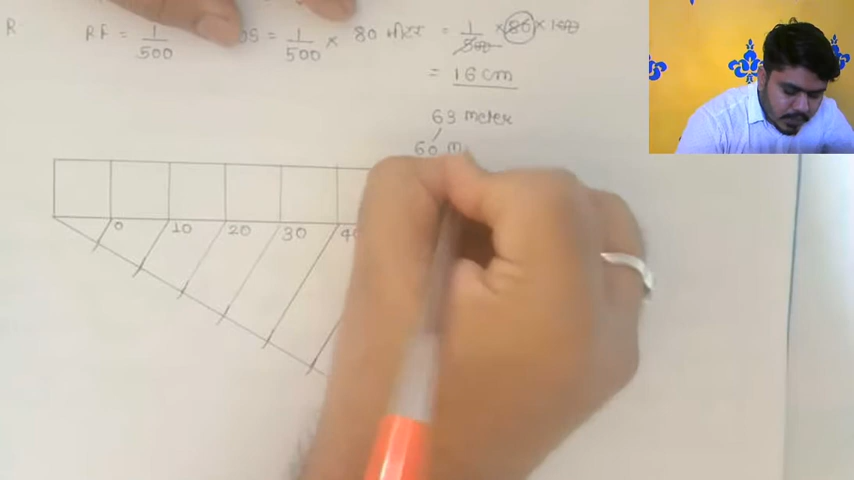 R RF = 1/500 = 1/500 × 80 मीटर = 1/500 × 80 × 100
= 16 cm
63 meter
60 m
0 10 20 30 40